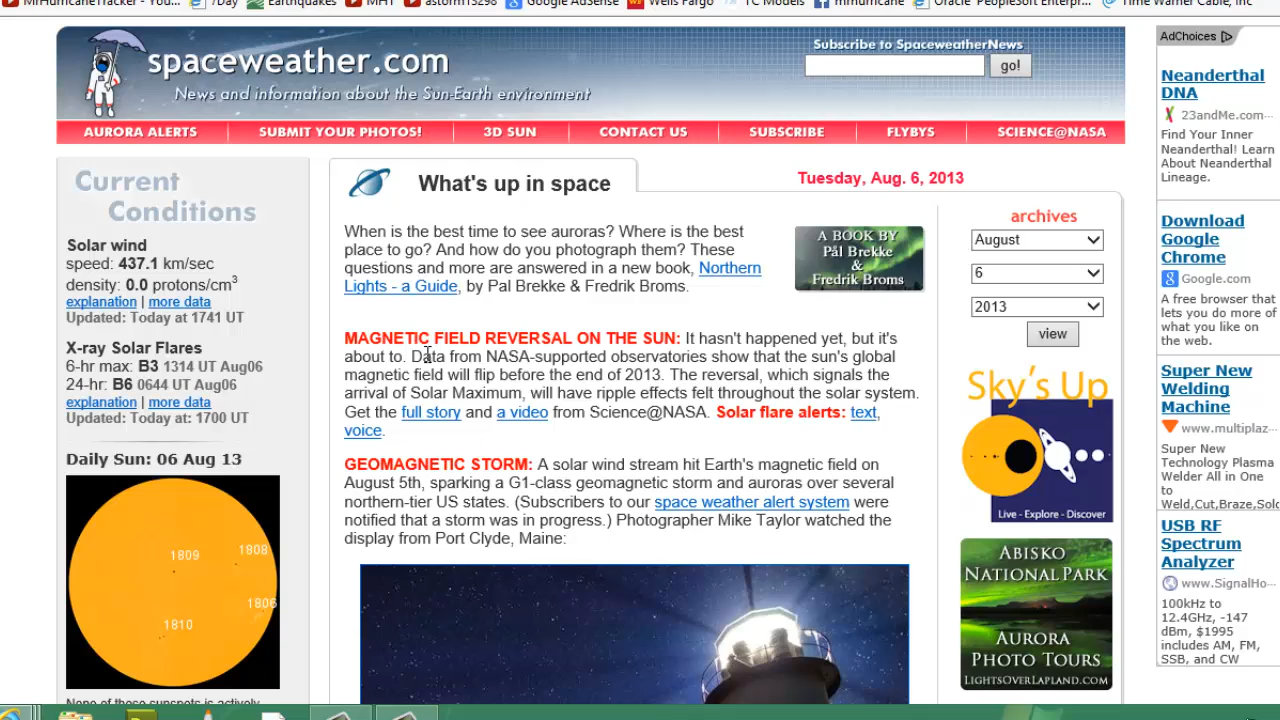 MrHurricaneTracker - You...
7Day
Earthquakes
MHT
astorm13298
Google AdSense
Wells Fargo
TC Models
mrhurricane
Oracle PeopleSoft Enterpr...
Time Warner Cable, Inc
spaceweather.com
News and information about the Sun-Earth environment
Subscribe to SpaceweatherNews
go!
AURORA ALERTS
SUBMIT YOUR PHOTOS!
3D SUN
CONTACT US
SUBSCRIBE
FLYBYS
SCIENCE@NASA
Current
Conditions
Solar wind
speed: 437.1 km/sec
density: 0.0 protons/cm3
explanation | more data
Updated: Today at 1741 UT
X-ray Solar Flares
6-hr max: B3 1314 UT Aug06
24-hr: B6 0644 UT Aug06
explanation | more data
Updated: Today at: 1700 UT
Daily Sun: 06 Aug 13
1809
1808
1806
1810
None of these sunspots is actively
What's up in space
Tuesday, Aug. 6, 2013
When is the best time to see auroras? Where is the best
place to go? And how do you photograph them? These
questions and more are answered in a new book, Northern
Lights - a Guide, by Pal Brekke & Fredrik Broms.
A BOOK BY
Pål Brekke
&
Fredrik Broms
MAGNETIC FIELD REVERSAL ON THE SUN: It hasn't happened yet, but it's
about to. Data from NASA-supported observatories show that the sun's global
magnetic field will flip before the end of 2013. The reversal, which signals the
arrival of Solar Maximum, will have ripple effects felt throughout the solar system.
Get the full story and a video from Science@NASA. Solar flare alerts: text,
voice.
GEOMAGNETIC STORM: A solar wind stream hit Earth's magnetic field on
August 5th, sparking a G1-class geomagnetic storm and auroras over several
northern-tier US states. (Subscribers to our space weather alert system were
notified that a storm was in progress.) Photographer Mike Taylor watched the
display from Port Clyde, Maine:
archives
August
6
2013
view
Sky's Up
Live - Explore - Discover
ABISKO
NATIONAL PARK
AURORA
PHOTO TOURS
LIGHTSOVERLAPLAND.COM
AdChoices
Neanderthal
DNA
23andMe.com...
Find Your Inner
Neanderthal! Learn
About Neanderthal
Lineage.
Download
Google
Chrome
Google.com
A free browser that
lets you do more of
what you like on
the web.
Super New
Welding
Machine
www.multiplaz...
Super New
Technology Plasma
Welder All in One
to
Weld,Cut,Braze,Solde
USB RF
Spectrum
Analyzer
www.SignalHo...
100kHz to
12.4GHz, -147
dBm, $1995
includes AM, FM,
SSB, and CW